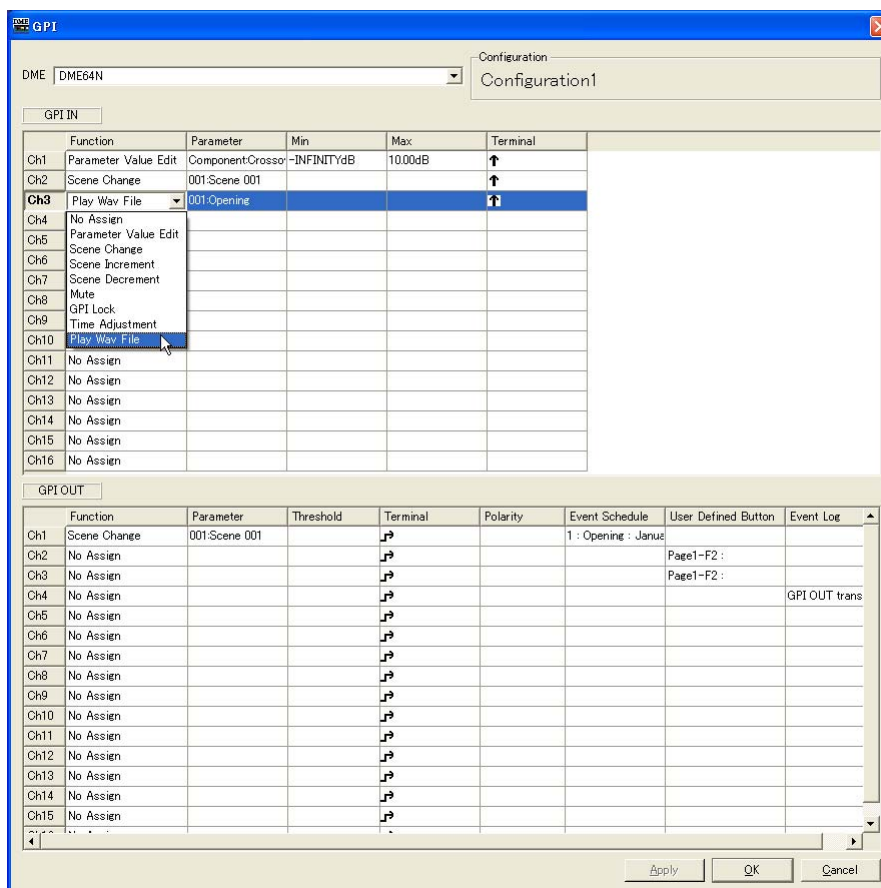 GPI
DME DME64N
Configuration
Configuration1
GPI IN
Function Parameter Min Max Terminal
Ch1 Parameter Value Edit Component:Crosso -INFINITYdB 10.00dB
Ch2 Scene Change 001:Scene 001
Ch3 Play Wav File 001:Opening
Ch4 No Assign
Ch5 Parameter Value Edit
Scene Change
Ch6 Scene Increment
Ch7 Scene Decrement
Ch8 Mute
GPI Lock
Ch9 Time Adjustment
Ch10 Play Wav File
Ch11 No Assign
Ch12 No Assign
Ch13 No Assign
Ch14 No Assign
Ch15 No Assign
Ch16 No Assign
GPI OUT
Function Parameter Threshold Terminal Polarity Event Schedule User Defined Button Event Log
Ch1 Scene Change 001:Scene 001 1 : Opening : Janua
Ch2 No Assign Page1-F2 :
Ch3 No Assign Page1-F2 :
Ch4 No Assign GPI OUT trans
Ch5 No Assign
Ch6 No Assign
Ch7 No Assign
Ch8 No Assign
Ch9 No Assign
Ch10 No Assign
Ch11 No Assign
Ch12 No Assign
Ch13 No Assign
Ch14 No Assign
Ch15 No Assign
Apply OK Cancel